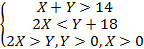 X + Y > 14
2X < Y + 18
2X > Y, Y > 0, X > 0